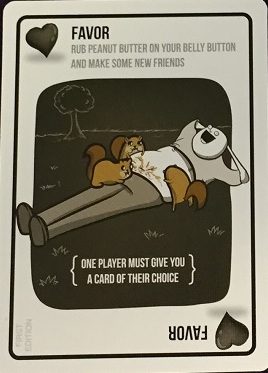 FAVOR
RUB PEANUT BUTTER ON YOUR BELLY BUTTON
AND MAKE SOME NEW FRIENDS
{ ONE PLAYER MUST GIVE YOU
A CARD OF THEIR CHOICE }
FIRST
EDITION
FAVOR